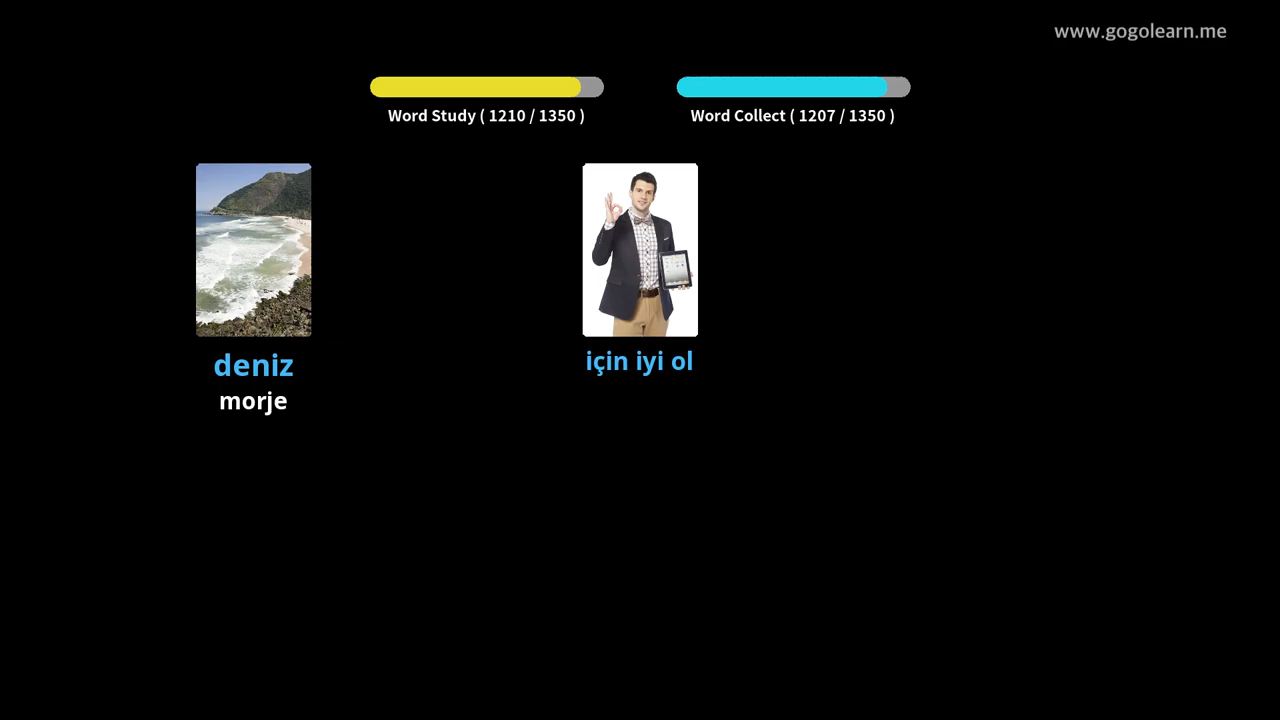 www.gogolearn.me
Word Study ( 1210 / 1350 )
Word Collect ( 1207 / 1350 )
deniz
morje
için iyi ol